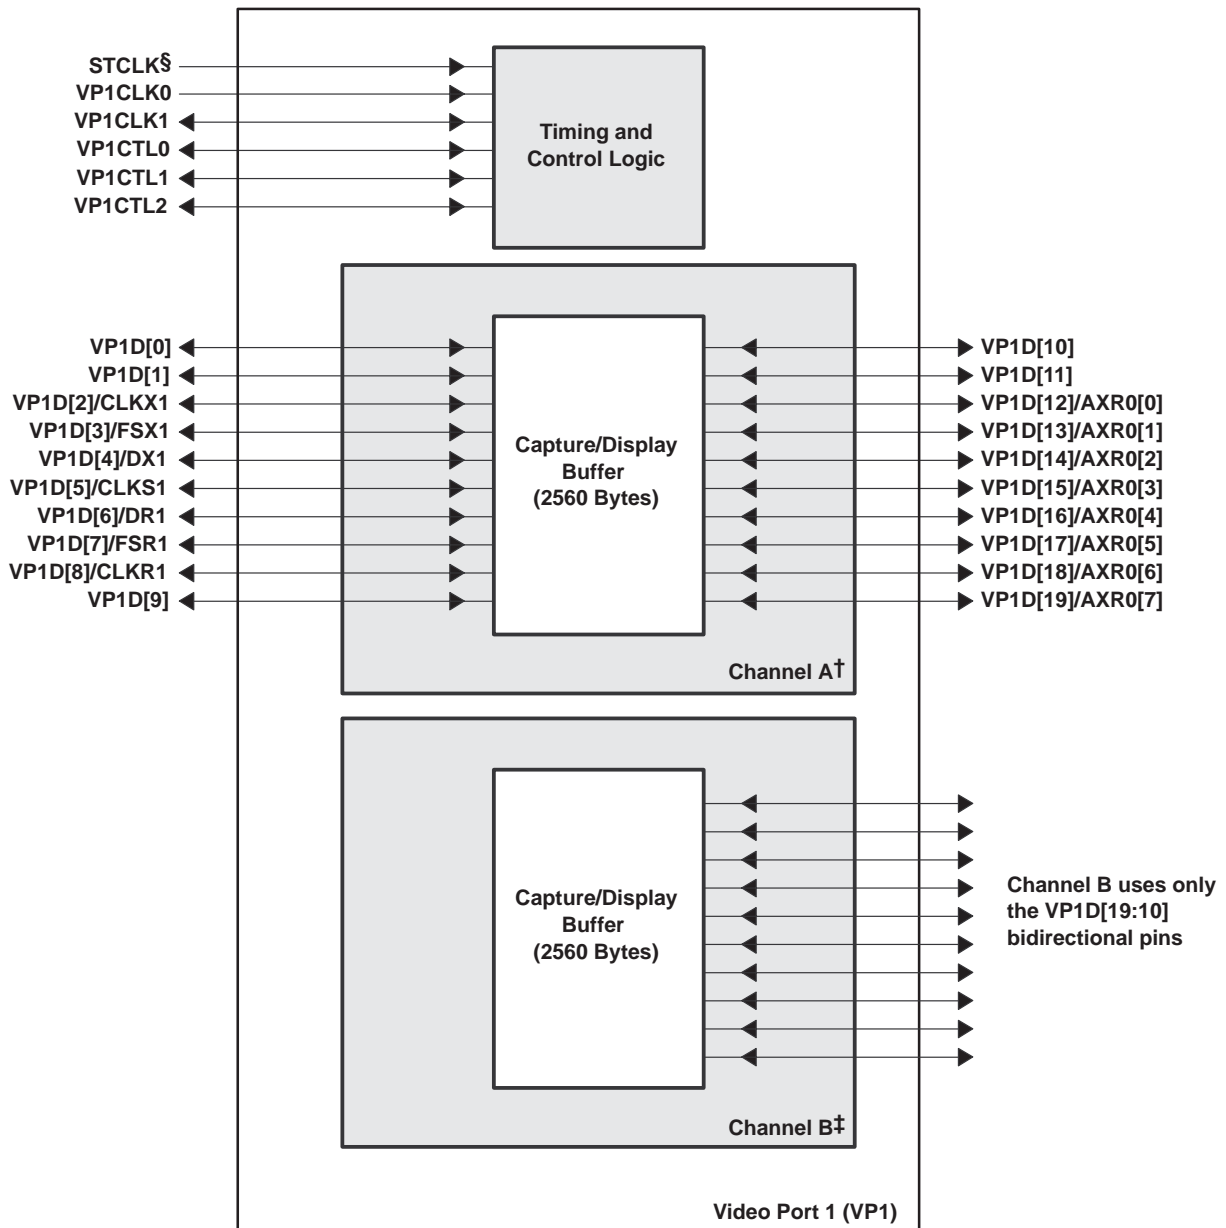 STCLK§
VP1CLK0
VP1CLK1
VP1CTL0
VP1CTL1
VP1CTL2
Timing and
Control Logic
VP1D[0]
VP1D[1]
VP1D[2]/CLKX1
VP1D[3]/FSX1
VP1D[4]/DX1
VP1D[5]/CLKS1
VP1D[6]/DR1
VP1D[7]/FSR1
VP1D[8]/CLKR1
VP1D[9]
Capture/Display
Buffer
(2560 Bytes)
VP1D[10]
VP1D[11]
VP1D[12]/AXR0[0]
VP1D[13]/AXR0[1]
VP1D[14]/AXR0[2]
VP1D[15]/AXR0[3]
VP1D[16]/AXR0[4]
VP1D[17]/AXR0[5]
VP1D[18]/AXR0[6]
VP1D[19]/AXR0[7]
Channel A†
Capture/Display
Buffer
(2560 Bytes)
Channel B uses only
the VP1D[19:10]
bidirectional pins
Channel B‡
Video Port 1 (VP1)